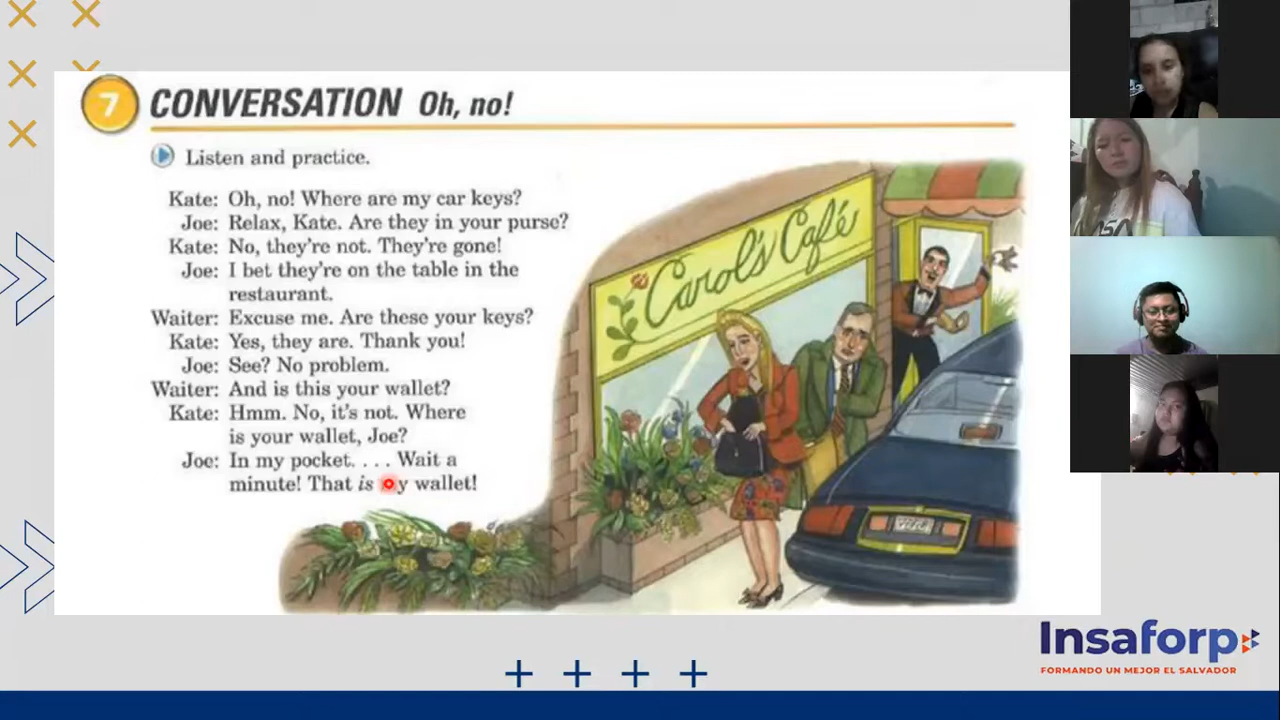 7 CONVERSATION Oh, no!
Listen and practice.
Kate: Oh, no! Where are my car keys?
Joe: Relax, Kate. Are they in your purse?
Kate: No, they're not. They're gone!
Joe: I bet they're on the table in the
restaurant.
Waiter: Excuse me. Are these your keys?
Kate: Yes, they are. Thank you!
Joe: See? No problem.
Waiter: And is this your wallet?
Kate: Hmm. No, it's not. Where
is your wallet, Joe?
Joe: In my pocket. . . . Wait a
minute! That is my wallet!
Carol's Café
Insaforp
FORMANDO UN MEJOR EL SALVADOR